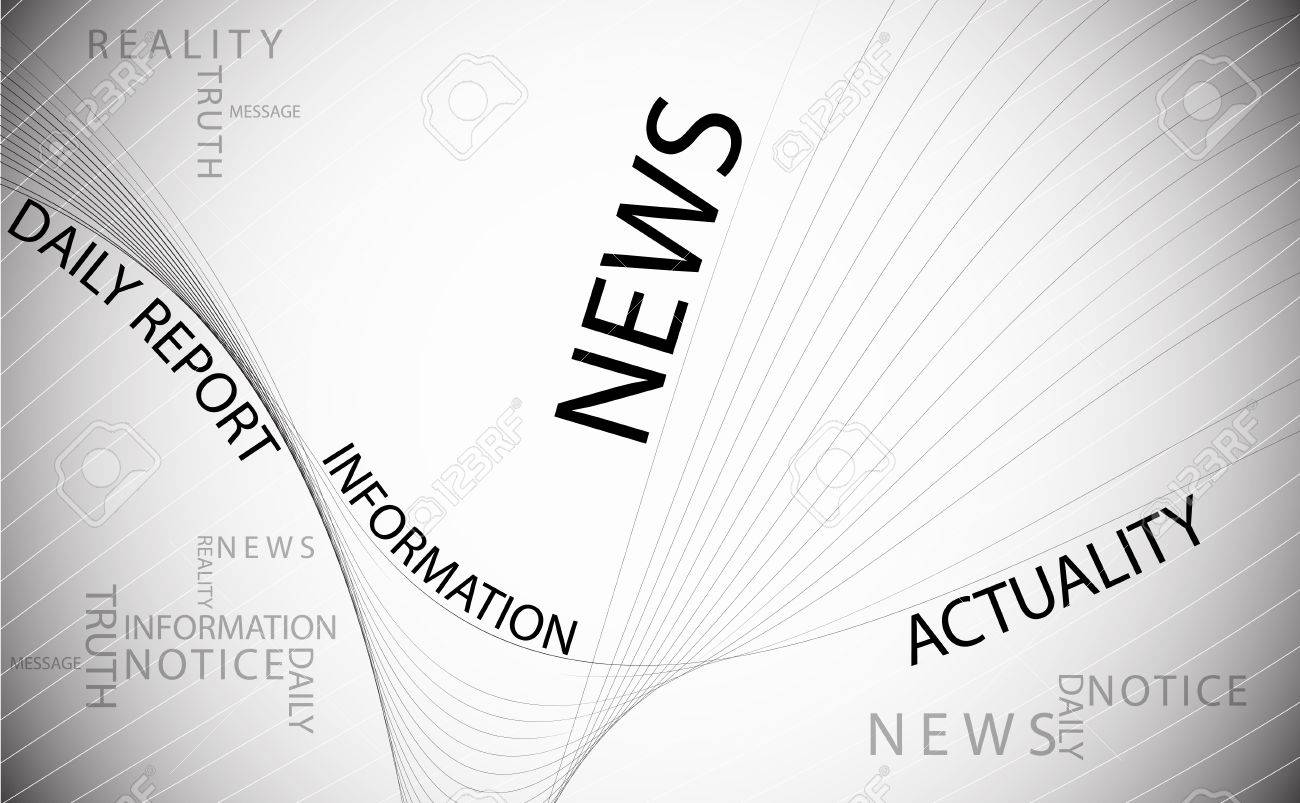 REALITY
TRUTH
MESSAGE
NEWS
DAILY REPORT
INFORMATION
ACTUALITY
REALITY
NEWS
TRUTH
INFORMATION
MESSAGE
NOTICE
DAILY
DAILY
NOTICE
NEWS
123RF
123RF
123RF
123RF